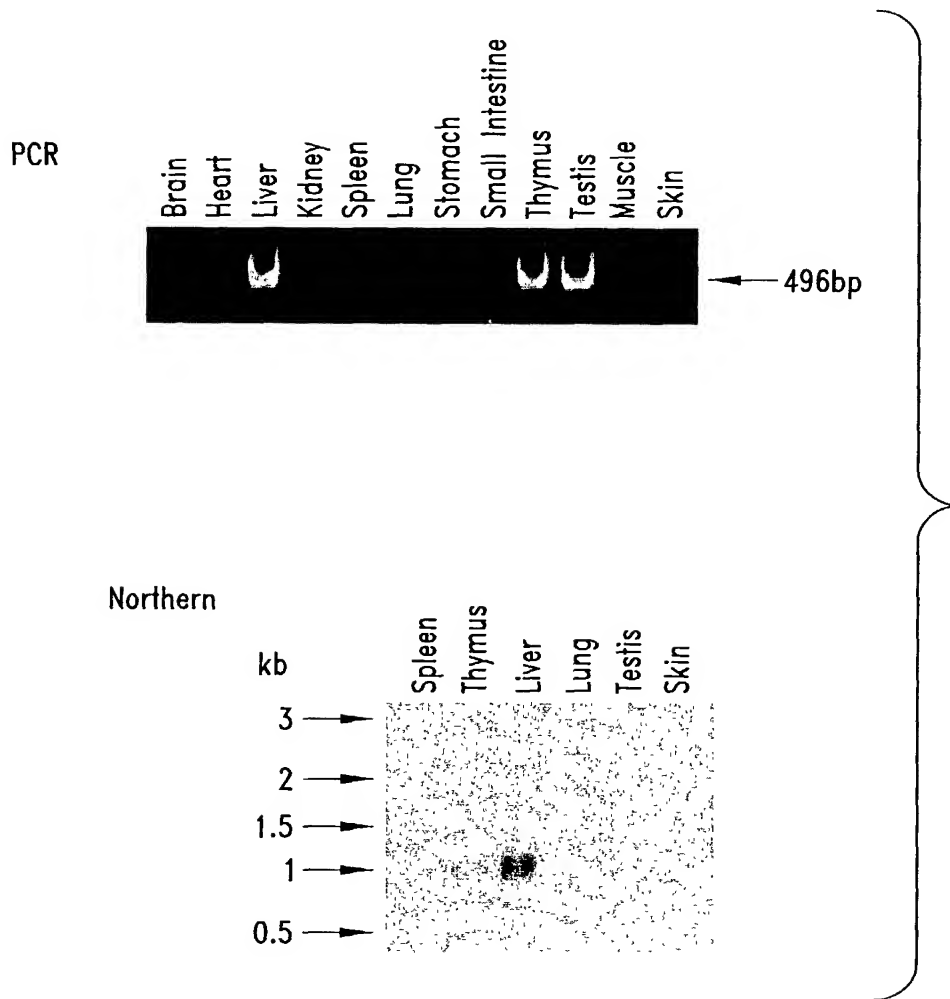 PCR
Brain
Heart
Liver
Kidney
Spleen
Lung
Stomach
Small Intestine
Thymus
Testis
Muscle
Skin
496bp
Northern
kb
Spleen
Thymus
Liver
Lung
Testis
Skin
3
2
1.5
1
0.5